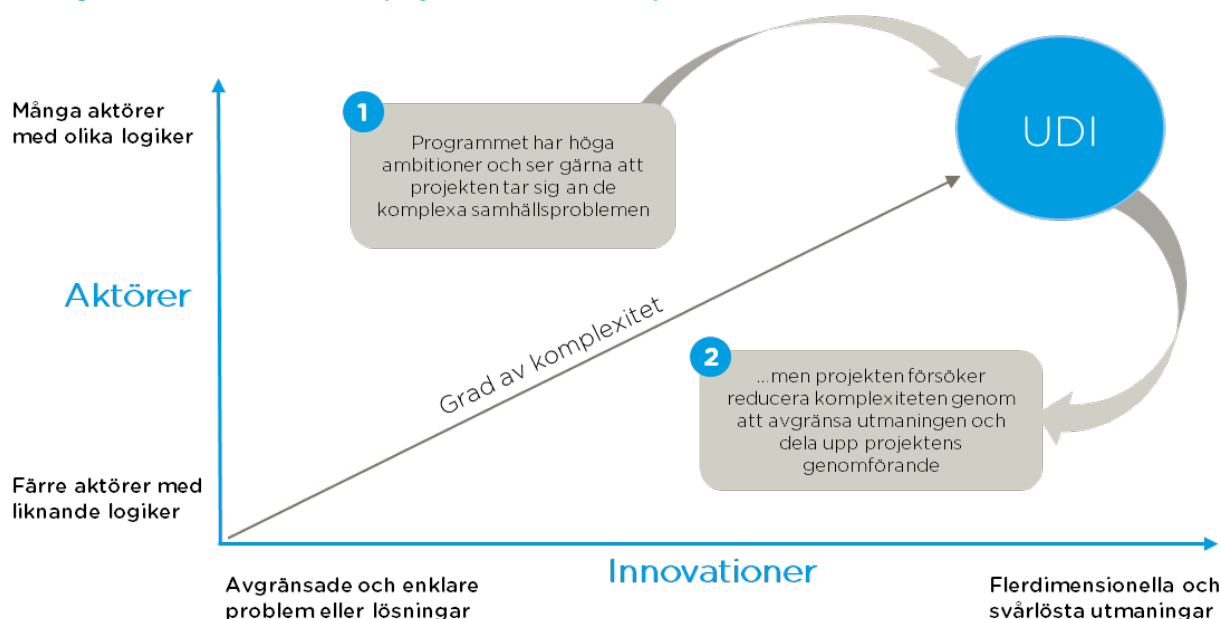 Många aktörer
med olika logiker
1
Programmet har höga
ambitioner och ser gärna att
projekten tar sig an de
komplexa samhällsproblemen
UDI
Aktörer
Grad av komplexitet
2
...men projekten försöker
reducera komplexiteten genom
att avgränsa utmaningen och
dela upp projektens
genomförande
Färre aktörer med
liknande logiker
Innovationer
Avgränsade och enklare
problem eller lösningar
Flerdimensionella och
svårlösta utmaningar